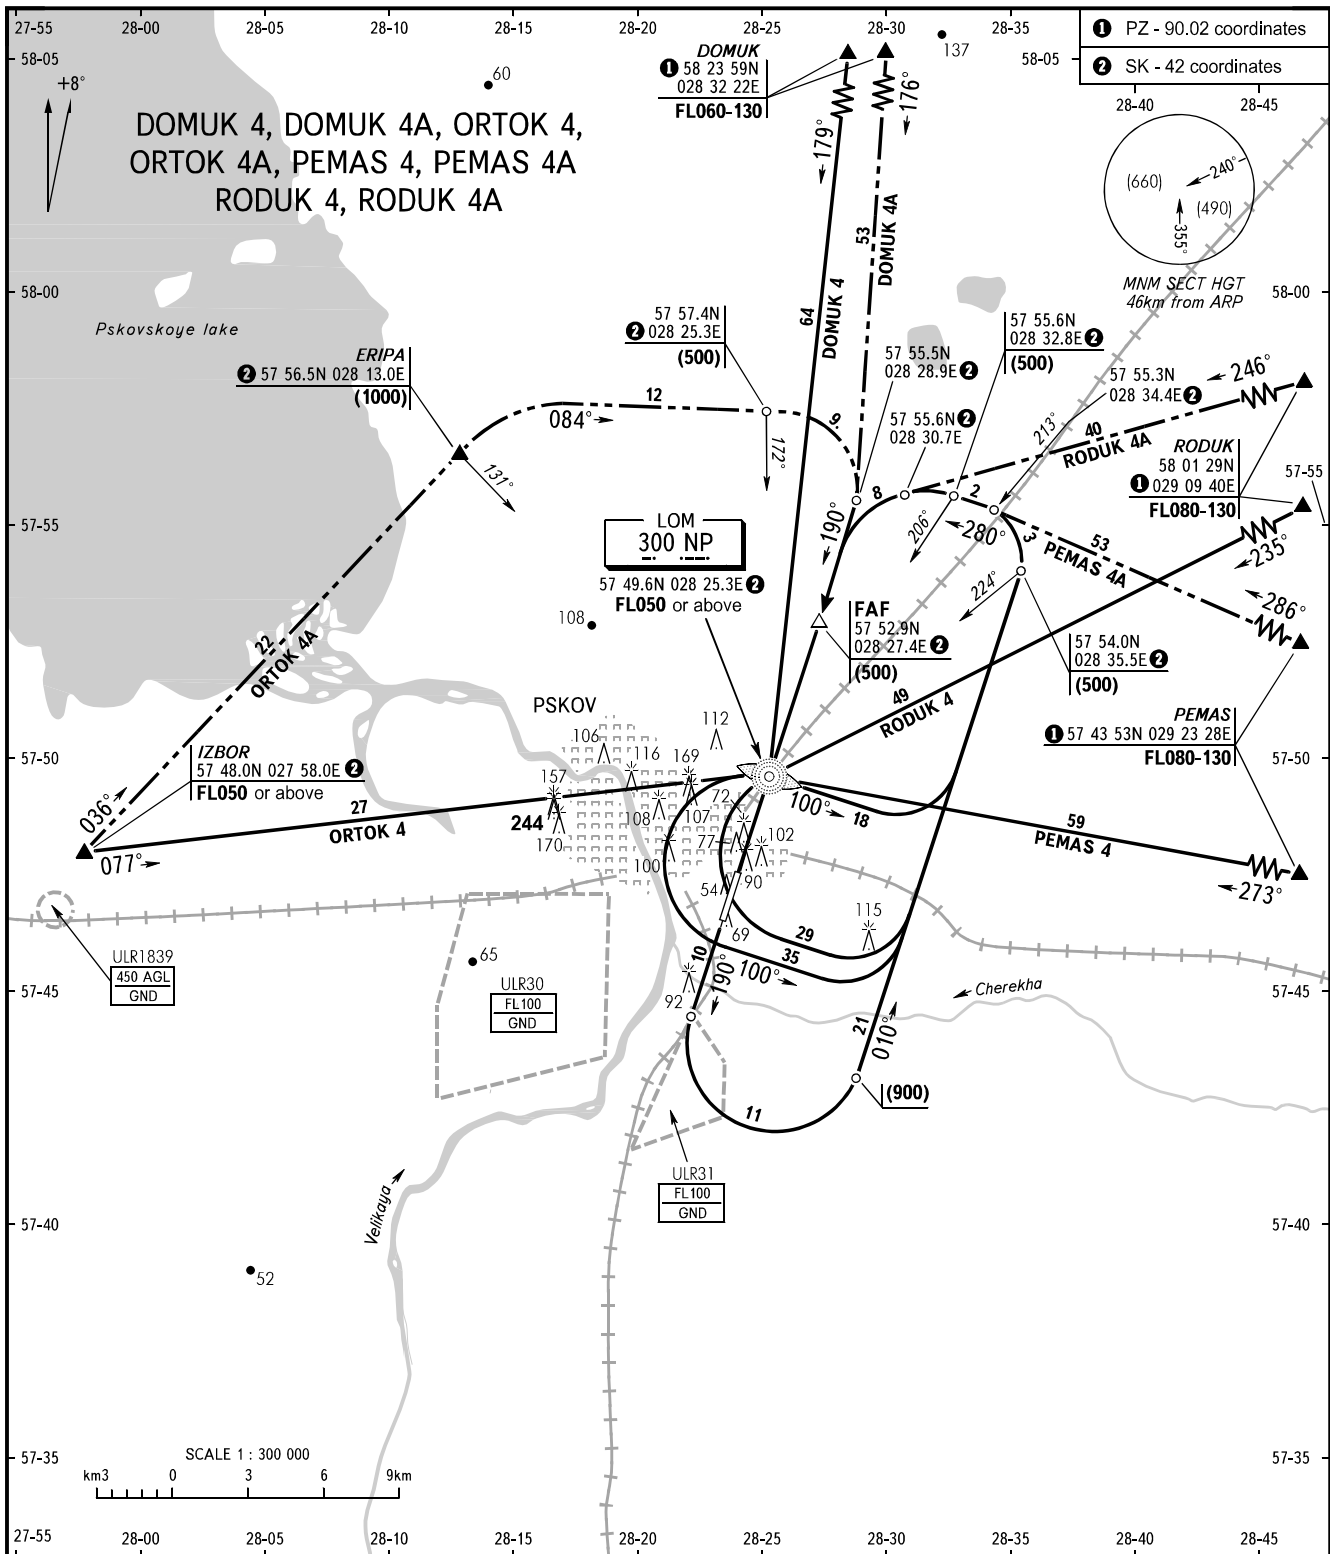 27-55
28-00
28-05
28-10
28-15
28-20
28-25
28-30
28-35
❶ PZ - 90.02 coordinates
❷ SK - 42 coordinates
58-05
58-05
28-40
28-45
+8°
60
137
DOMUK
❶ 58 23 59N
028 32 22E
FL060-130
176°
179°
DOMUK 4, DOMUK 4A, ORTOK 4,
ORTOK 4A, PEMAS 4, PEMAS 4A
RODUK 4, RODUK 4A
(660)
240°
(490)
355°
MNM SECT HGT
46km from ARP
53
DOMUK 4A
64
DOMUK 4
58-00
58-00
Pskovskoye lake
57 57.4N
❷ 028 25.3E
(500)
57 55.6N
028 32.8E ❷
(500)
ERIPA
❷ 57 56.5N 028 13.0E
(1000)
57 55.5N
028 28.9E ❷
57 55.3N
028 34.4E ❷
246°
12
084°
9
172°
57 55.6N ❷
028 30.7E
213°
40
RODUK 4A
RODUK
58 01 29N
❶ 029 09 40E
FL080-130
57-55
57-55
131°
8
2
206°
190°
280°
3
53
PEMAS 4A
235°
LOM
300 NP
57 49.6N 028 25.3E ❷
FL050 or above
224°
286°
108
FAF
57 52.9N
028 27.4E ❷
(500)
57 54.0N
028 35.5E ❷
(500)
22
ORTOK 4A
49
RODUK 4
PSKOV
106
116
112
169
PEMAS
❶ 57 43 53N 029 23 28E
FL080-130
57-50
57-50
IZBOR
57 48.0N 027 58.0E ❷
FL050 or above
157
244
170
108
107
72
77
100
102
90
54
69
036°
27
ORTOK 4
077°
100°
18
59
PEMAS 4
273°
115
29
35
100°
10
190°
92
ULR1839
450 AGL
GND
65
ULR30
FL100
GND
57-45
57-45
Cherekha
21
010°
(900)
11
ULR31
FL100
GND
Velikaya
57-40
57-40
52
57-35
57-35
SCALE 1 : 300 000
km3 0 3 6 9km
27-55
28-00
28-05
28-10
28-15
28-20
28-25
28-30
28-35
28-40
28-45